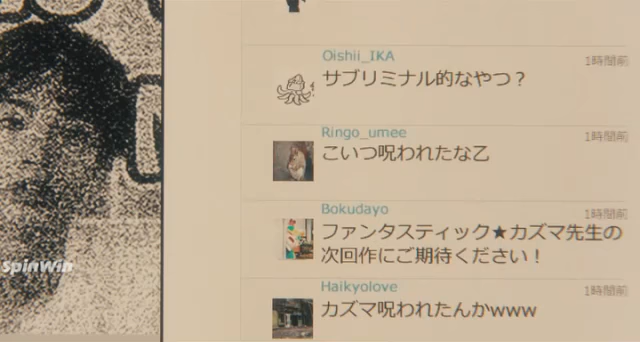 Oishii_IKA
1時間前
サブリミナル的なやつ？
Ringo_umee
1時間前
こいつ呪われたな乙
Bokudayo
1時間前
ファンタスティック★カズマ先生の
次回作にご期待ください！
Haikyolove
1時間前
カズマ呪われたんかwww
SpinWin